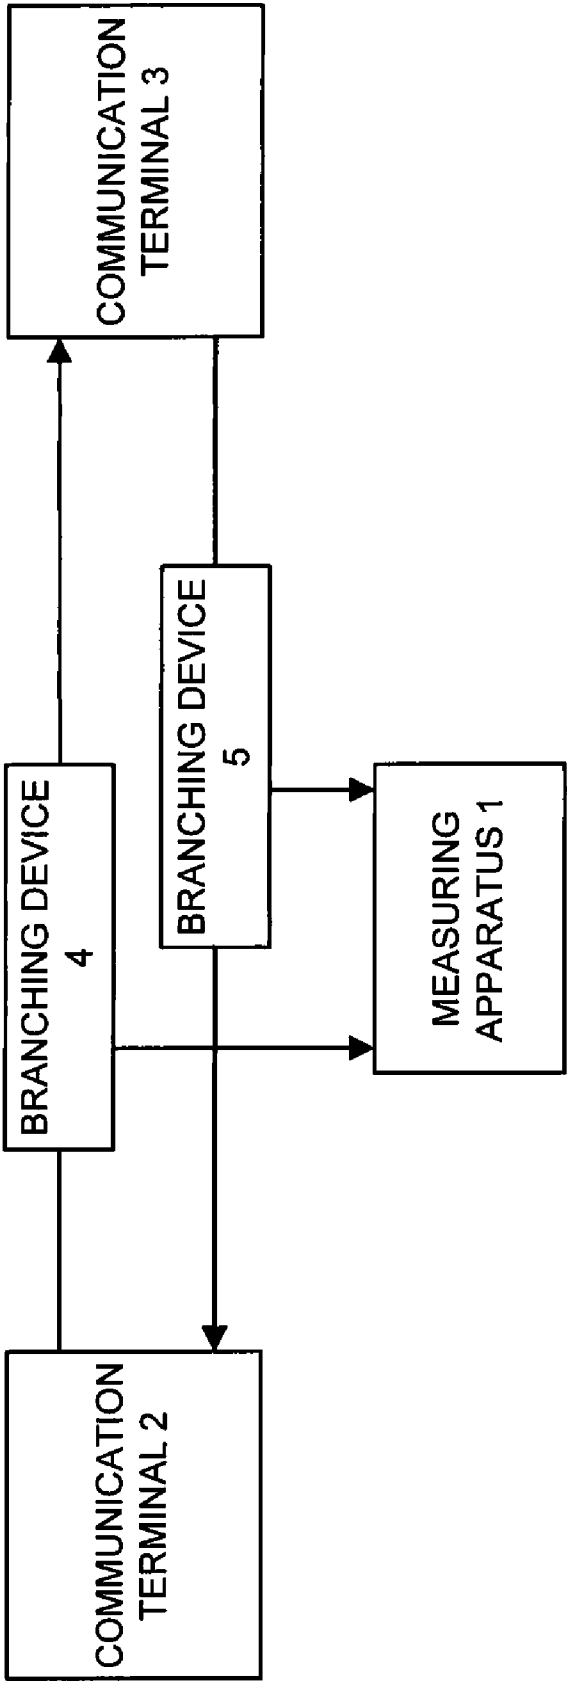 COMMUNICATION
TERMINAL 2
BRANCHING DEVICE
4
BRANCHING DEVICE
5
COMMUNICATION
TERMINAL 3
MEASURING
APPARATUS 1